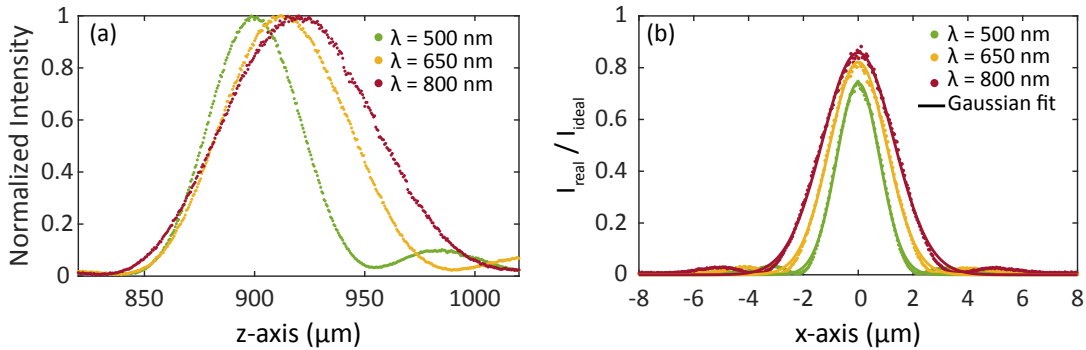 (a)
λ = 500 nm
λ = 650 nm
λ = 800 nm
Normalized Intensity
1
0.8
0.6
0.4
0.2
0
850 900 950 1000
z-axis (μm)
(b)
λ = 500 nm
λ = 650 nm
λ = 800 nm
Gaussian fit
I real / I ideal
1
0.8
0.6
0.4
0.2
0
-8 -6 -4 -2 0 2 4 6 8
x-axis (μm)